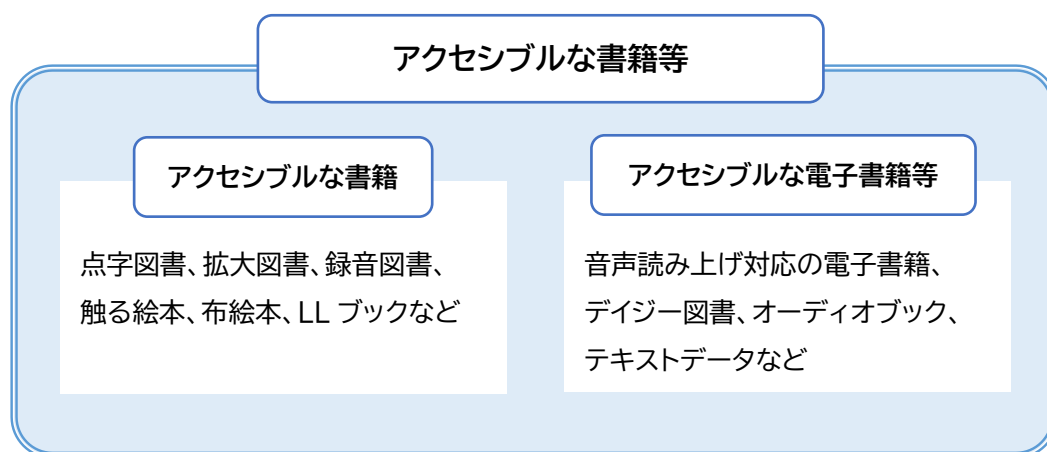 アクセシブルな書籍等
アクセシブルな書籍
点字図書、拡大図書、録音図書、
触る絵本、布絵本、LL ブックなど
アクセシブルな電子書籍等
音声読み上げ対応の電子書籍、
デイジー図書、オーディオブック、
テキストデータなど